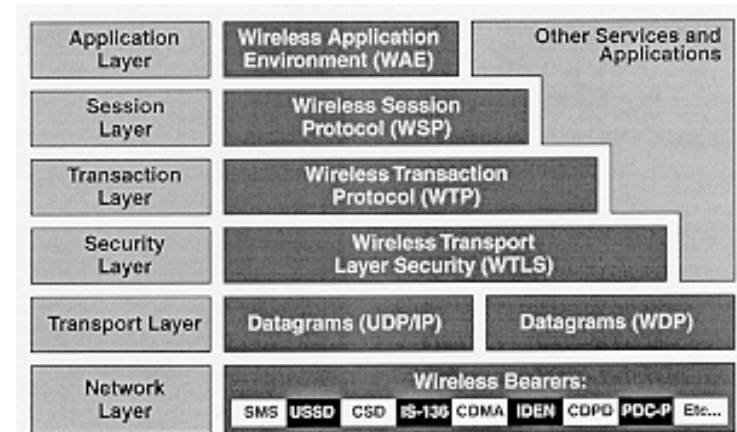 Application
Layer
Wireless Application
Environment (WAE)
Other Services and
Applications
Session
Layer
Wireless Session
Protocol (WSP)
Transaction
Layer
Wireless Transaction
Protocol (WTP)
Security
Layer
Wireless Transport
Layer Security (WTLS)
Transport Layer
Datagrams (UDP/IP)
Datagrams (WDP)
Network
Layer
Wireless Bearers:
SMS USSD CSD IS-136 CDMA IDEN CDPD PDC-P Etc...